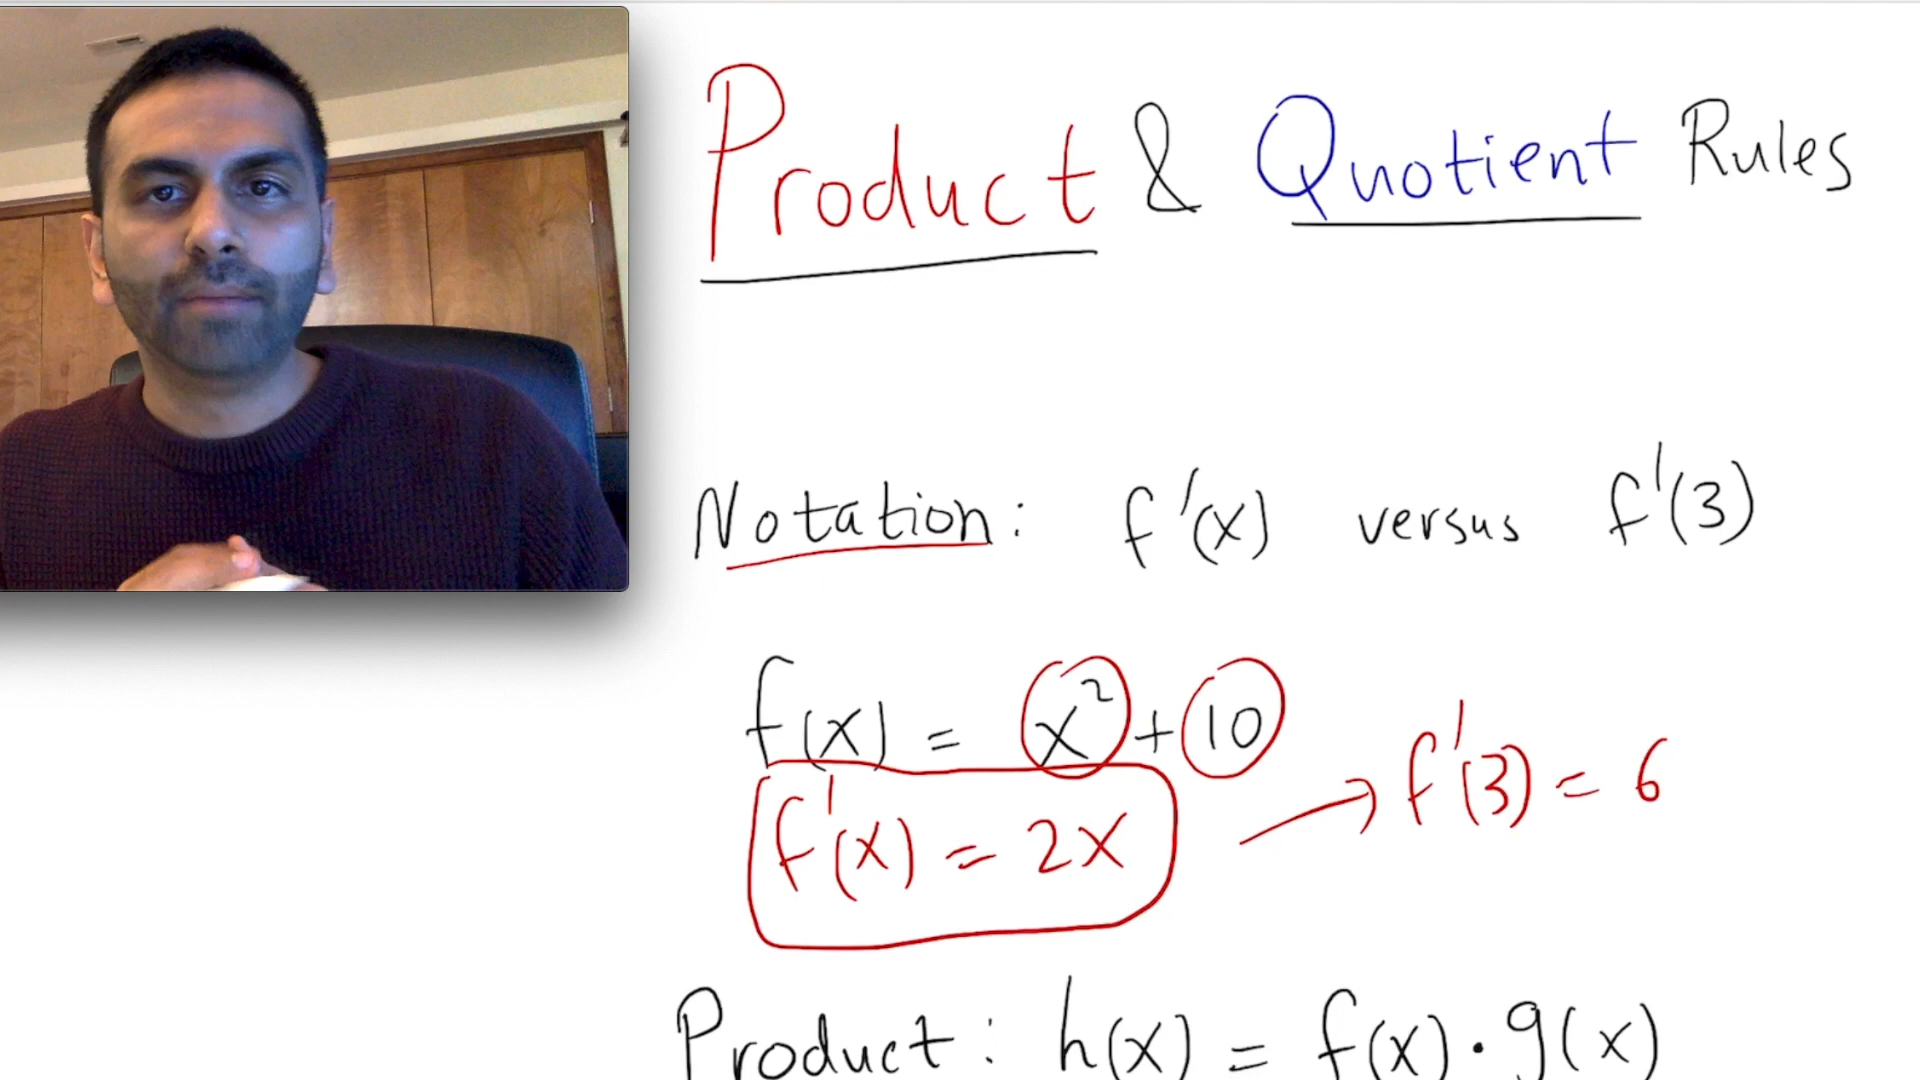 Product & Quotient Rules
Notation: f'(x) versus f'(3)
f(x) = x² + 10
f'(x) = 2x → f'(3) = 6
Product: h(x) = f(x) · g(x)